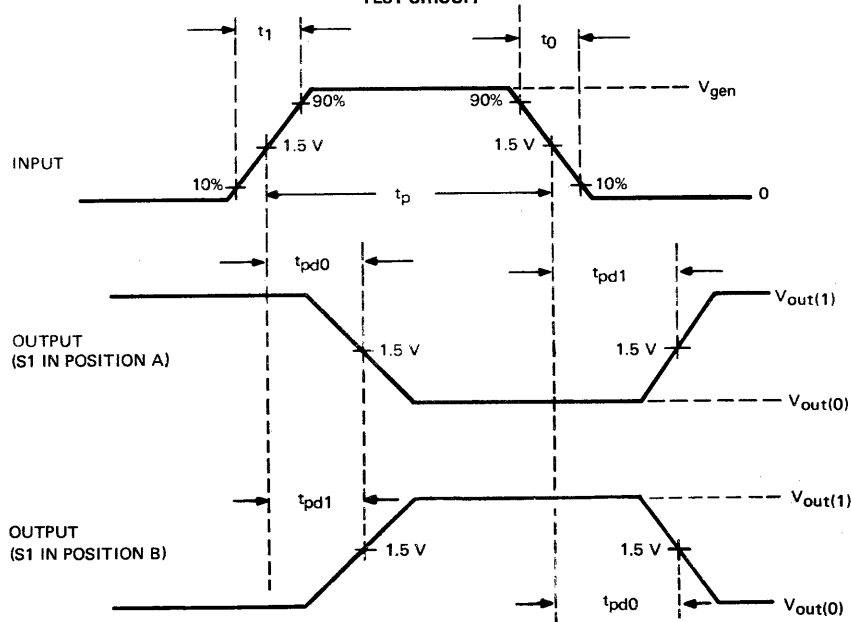 TEST CIRCUIT
t1
t0
Vgen
90%
90%
1.5 V
1.5 V
INPUT
10%
10%
tp
0
tpd0
tpd1
Vout(1)
OUTPUT
(S1 IN POSITION A)
1.5 V
1.5 V
Vout(0)
tpd1
Vout(1)
OUTPUT
(S1 IN POSITION B)
1.5 V
1.5 V
tpd0
Vout(0)